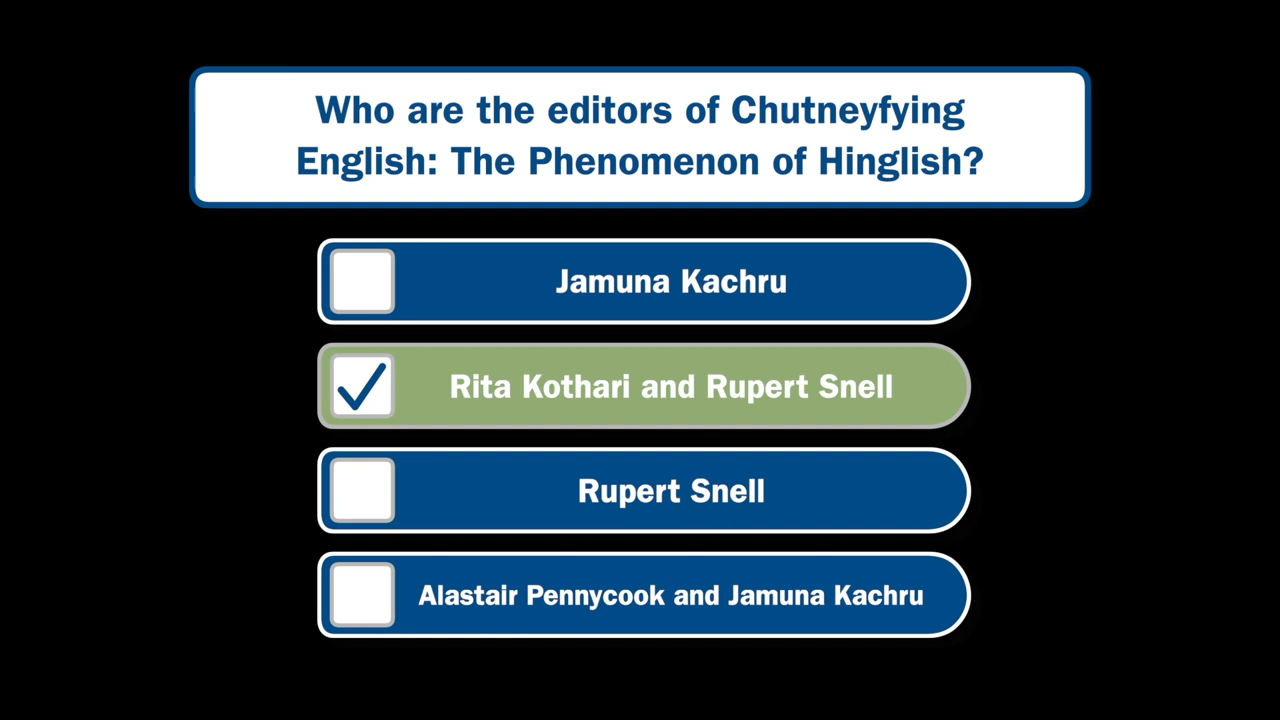 Who are the editors of Chutneyfying
English: The Phenomenon of Hinglish?
Jamuna Kachru
Rita Kothari and Rupert Snell
Rupert Snell
Alastair Pennycook and Jamuna Kachru